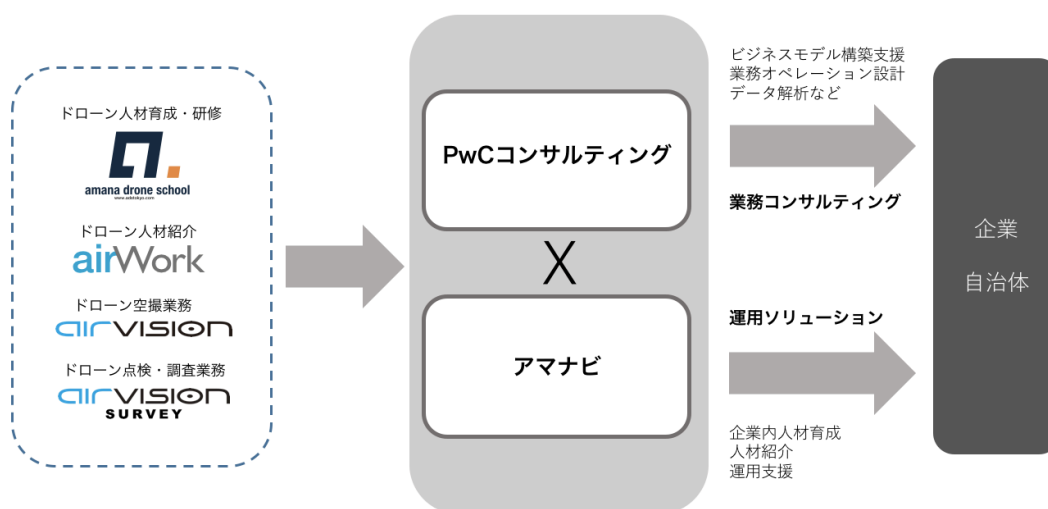 ドローン人材育成・研修
amana drone school
ドローン人材紹介
airWork
ドローン空撮業務
airvision
ドローン点検・調査業務
airvision
SURVEY
PwCコンサルティング
X
アマナビ
ビジネスモデル構築支援
業務オペレーション設計
データ解析など
業務コンサルティング
運用ソリューション
企業内人材育成
人材紹介
運用支援
企業
自治体